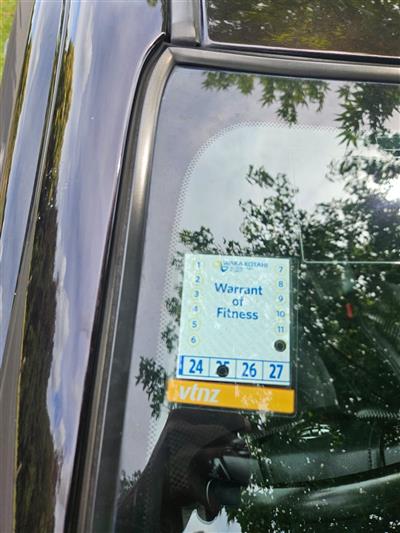 WAKA KOTAHI
1 7
2 8
3 9
4 10
5 11
6
Warrant
of
Fitness
24 25 26 27
vtnz